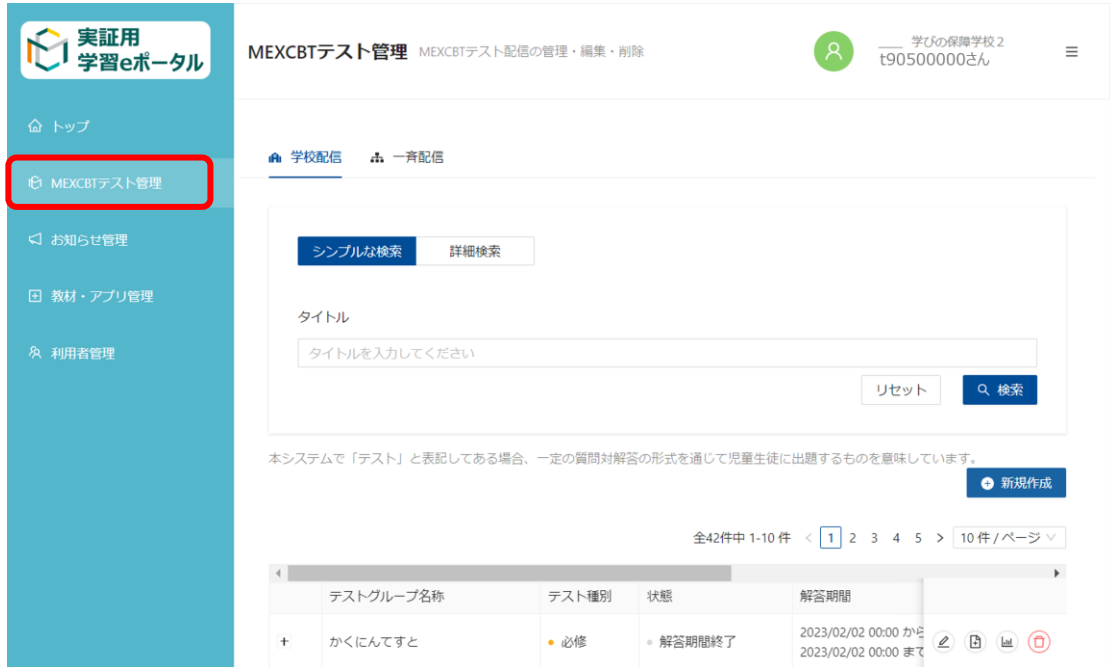 実証用
学習eポータル
MEXCBTテスト管理 MEXCBTテスト配信の管理・編集・削除
学びの保障学校2
t90500000さん
トップ
MEXCBTテスト管理
お知らせ管理
教材・アプリ管理
利用者管理
学校配信 一斉配信
シンプルな検索 詳細検索
タイトル
タイトルを入力してください
リセット 検索
本システムで「テスト」と表記してある場合、一定の質問対解答の形式を通じて児童生徒に出題するものを意味しています。
新規作成
全42件中 1-10 件 < 1 2 3 4 5 > 10 件 / ページ
テストグループ名称 テスト種別 状態 解答期間
+ かくにんてすと 必修 解答期間終了 2023/02/02 00:00 から
2023/02/02 00:00 まで